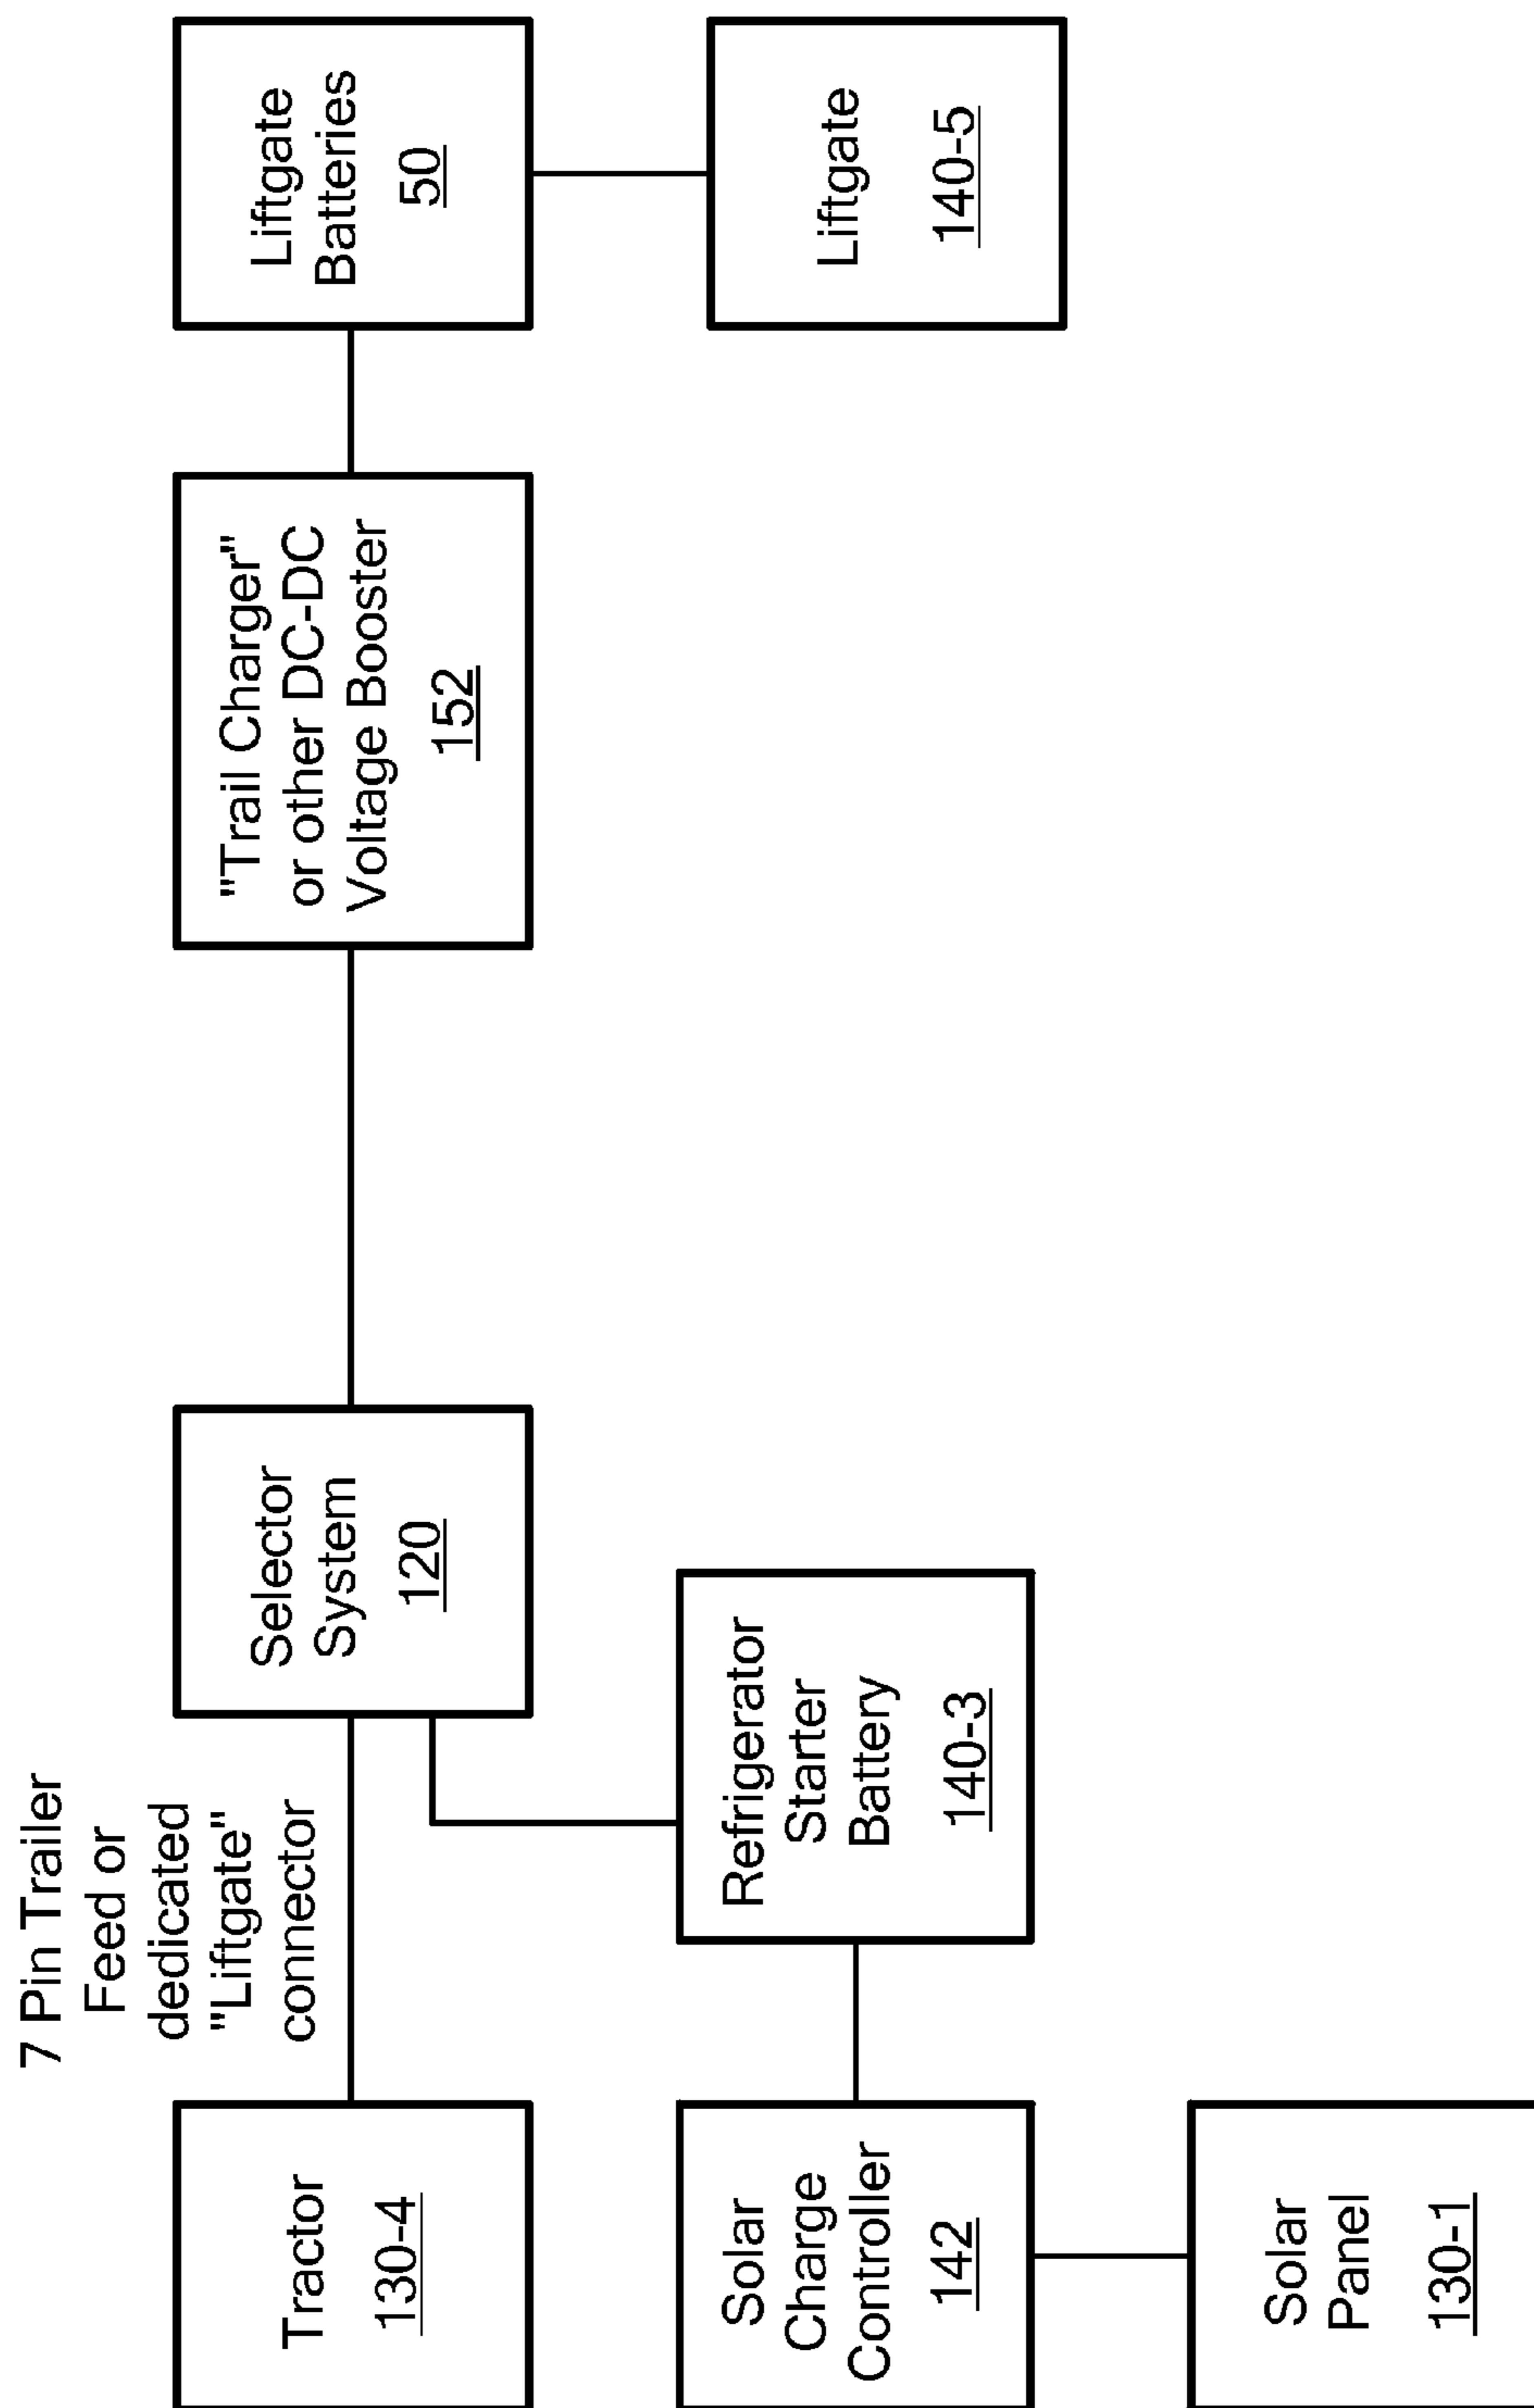 7 Pin Trailer
Feed or
dedicated
"Liftgate"
connector
Tractor
130-4
Selector
System
120
"Trail Charger"
or other DC-DC
Voltage Booster
152
Liftgate
Batteries
50
Solar
Charge
Controller
142
Refrigerator
Starter
Battery
140-3
Liftgate
140-5
Solar
Panel
130-1